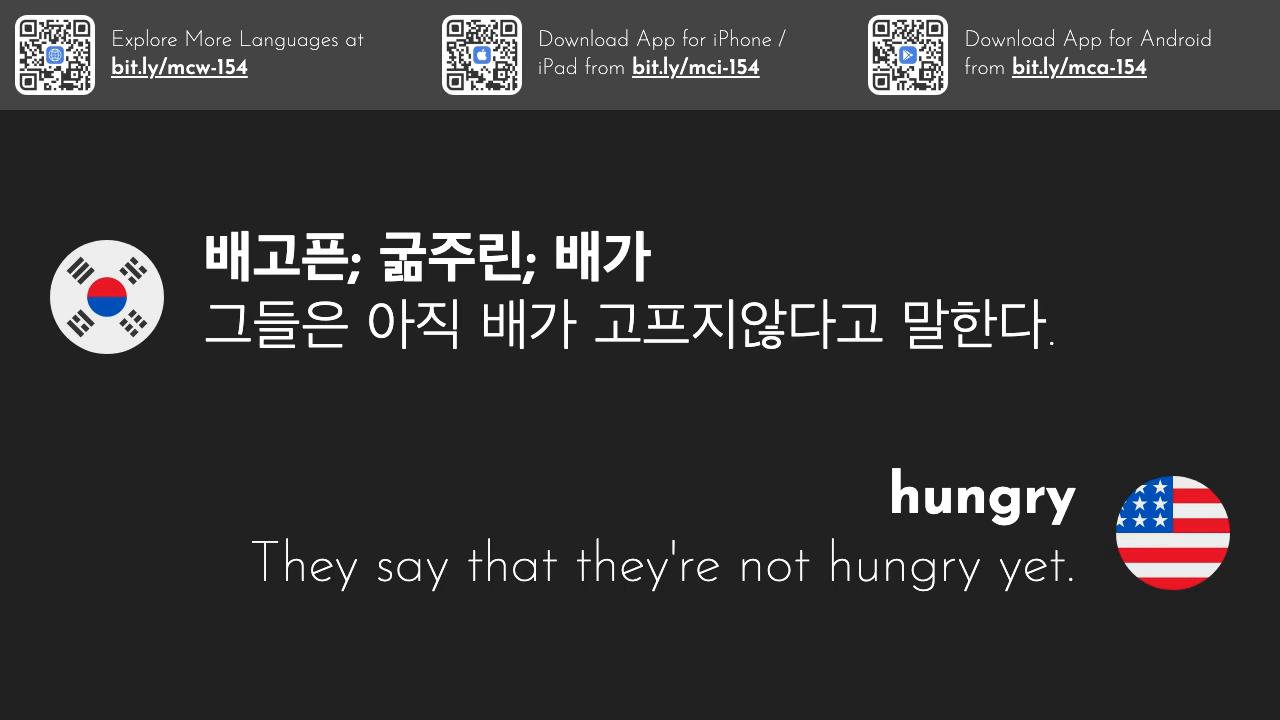 Explore More Languages at
bit.ly/mcw-154
Download App for iPhone /
iPad from bit.ly/mci-154
Download App for Android
from bit.ly/mca-154
배고픈; 굶주린; 배가
그들은 아직 배가 고프지않다고 말한다.
hungry
They say that they're not hungry yet.